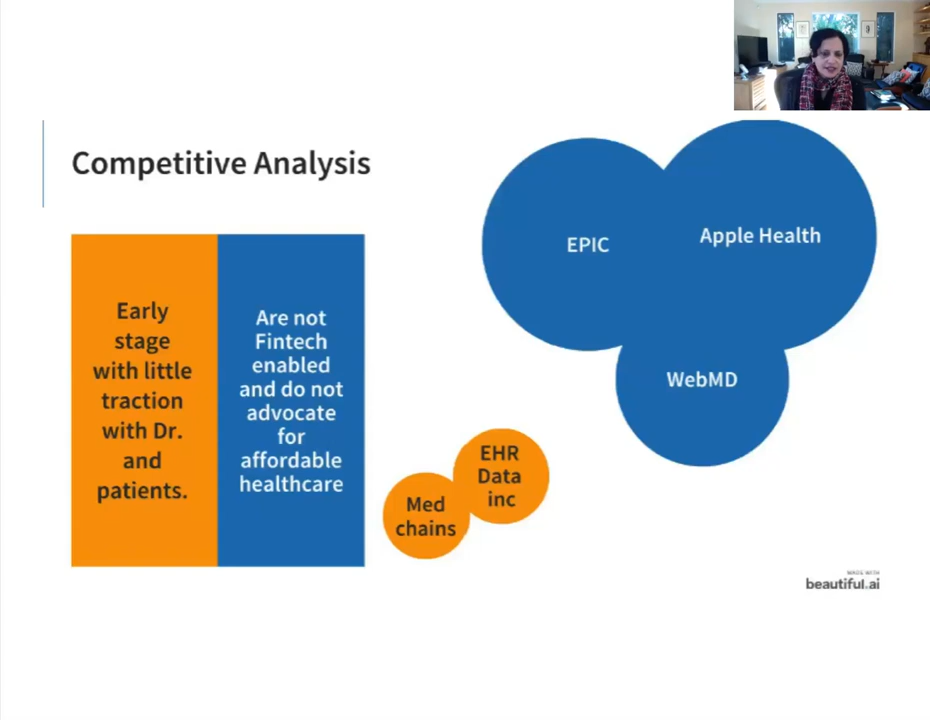 Competitive Analysis
Early
stage
with little
traction
with Dr.
and
patients.
Are not
Fintech
enabled
and do not
advocate
for
affordable
healthcare
EPIC
Apple Health
WebMD
EHR
Data
inc
Med
chains
MADE WITH
beautiful.ai